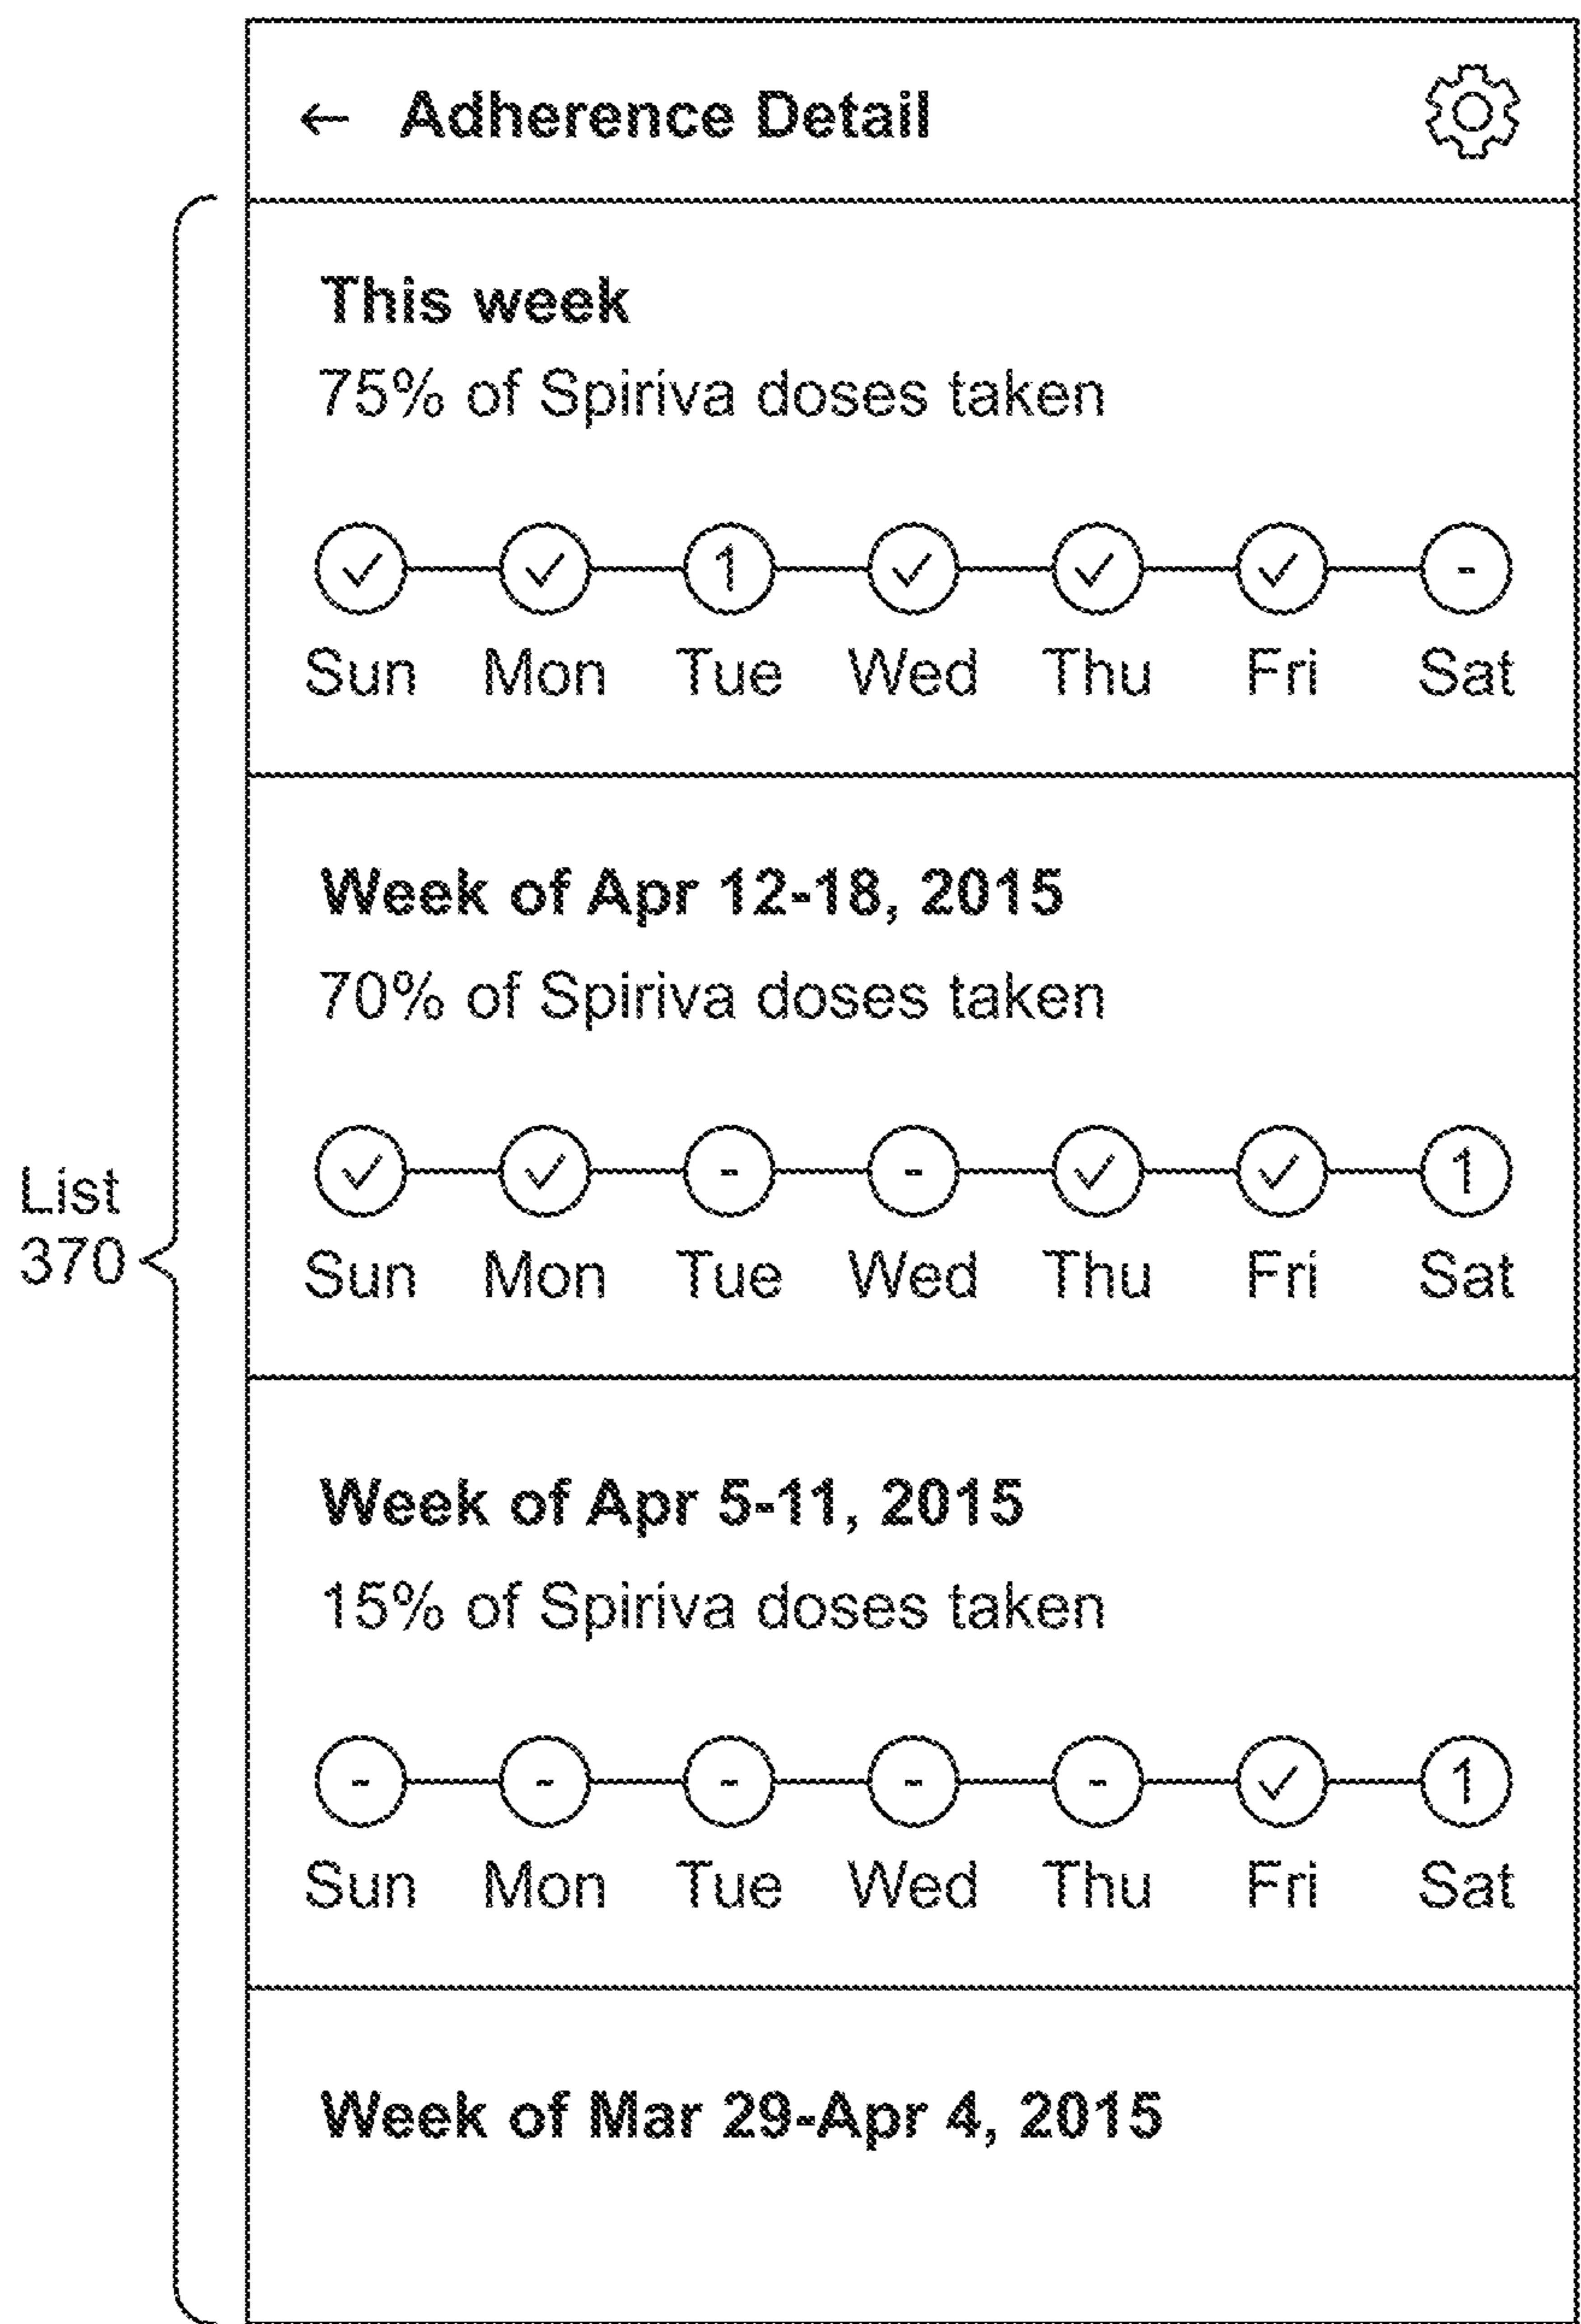 ← Adherence Detail
This week
75% of Spiriva doses taken
✓ ✓ 1 ✓ ✓ ✓ -
Sun Mon Tue Wed Thu Fri Sat
Week of Apr 12-18, 2015
70% of Spiriva doses taken
✓ ✓ - - ✓ ✓ 1
Sun Mon Tue Wed Thu Fri Sat
List
370
Week of Apr 5-11, 2015
15% of Spiriva doses taken
- - - - - ✓ 1
Sun Mon Tue Wed Thu Fri Sat
Week of Mar 29-Apr 4, 2015